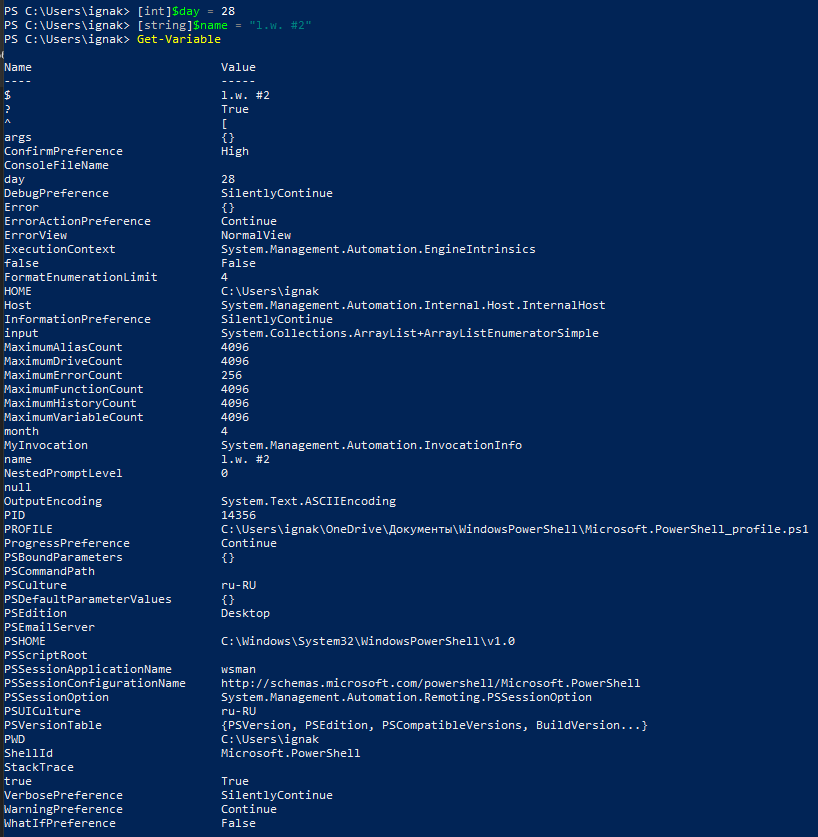 PS C:\Users\ignak> [int]$day = 28
PS C:\Users\ignak> [string]$name = "l.w. #2"
PS C:\Users\ignak> Get-Variable
Name Value
---- -----
$ l.w. #2
? True
^ [
args {}
ConfirmPreference High
ConsoleFileName
day 28
DebugPreference SilentlyContinue
Error {}
ErrorActionPreference Continue
ErrorView NormalView
ExecutionContext System.Management.Automation.EngineIntrinsics
false False
FormatEnumerationLimit 4
HOME C:\Users\ignak
Host System.Management.Automation.Internal.Host.InternalHost
InformationPreference SilentlyContinue
input System.Collections.ArrayList+ArrayListEnumeratorSimple
MaximumAliasCount 4096
MaximumDriveCount 4096
MaximumErrorCount 256
MaximumFunctionCount 4096
MaximumHistoryCount 4096
MaximumVariableCount 4096
month 4
MyInvocation System.Management.Automation.InvocationInfo
name l.w. #2
NestedPromptLevel 0
null
OutputEncoding System.Text.ASCIIEncoding
PID 14356
PROFILE C:\Users\ignak\OneDrive\Документы\WindowsPowerShell\Microsoft.PowerShell_profile.ps1
ProgressPreference Continue
PSBoundParameters {}
PSCommandPath
PSCulture ru-RU
PSDefaultParameterValues {}
PSEdition Desktop
PSEmailServer
PSHOME C:\Windows\System32\WindowsPowerShell\v1.0
PSScriptRoot
PSSessionApplicationName wsman
PSSessionConfigurationName http://schemas.microsoft.com/powershell/Microsoft.PowerShell
PSSessionOption System.Management.Automation.Remoting.PSSessionOption
PSUICulture ru-RU
PSVersionTable {PSVersion, PSEdition, PSCompatibleVersions, BuildVersion...}
PWD C:\Users\ignak
ShellId Microsoft.PowerShell
StackTrace
true True
VerbosePreference SilentlyContinue
WarningPreference Continue
WhatIfPreference False